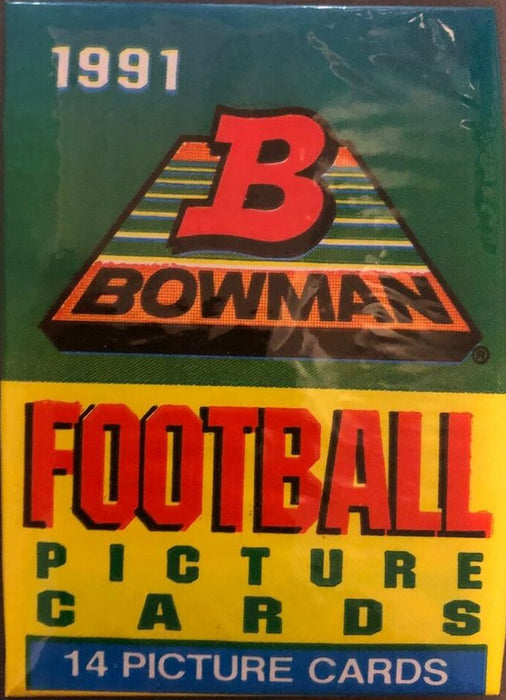 1991
B
BOWMAN
®
FOOTBALL
PICTURE
CARDS
14 PICTURE CARDS